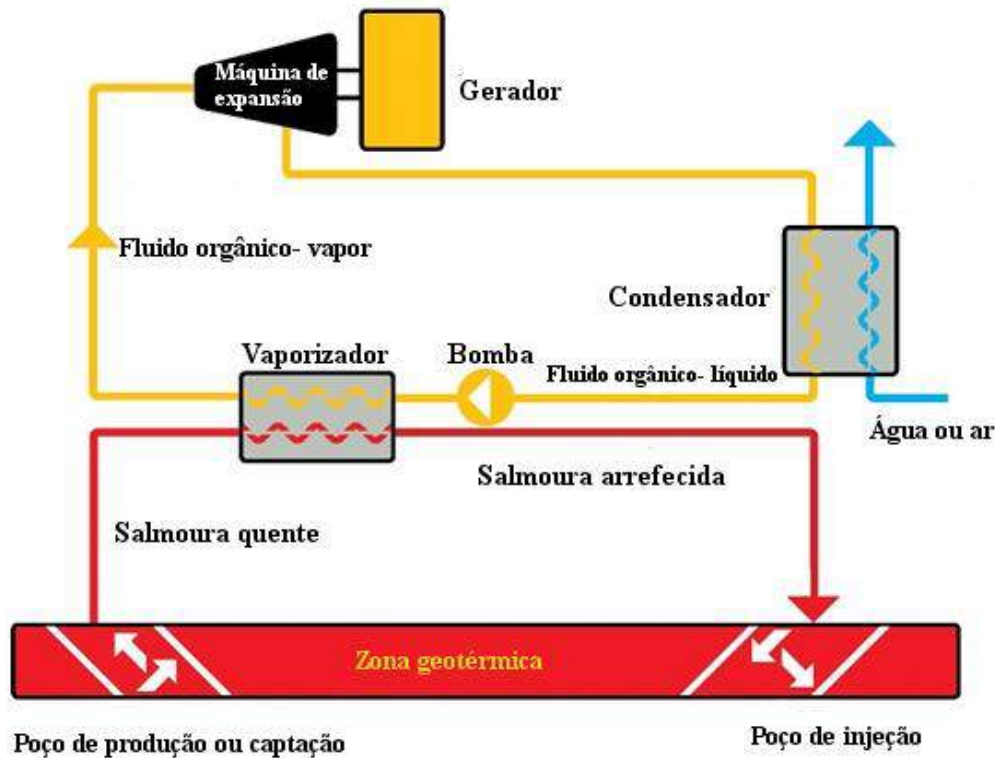 Máquina de
expansão
Gerador
Fluido orgânico- vapor
Condensador
Vaporizador
Bomba
Fluido orgânico- líquido
Água ou ar
Salmoura arrefecida
Salmoura quente
Zona geotérmica
Poço de produção ou captação
Poço de injeção